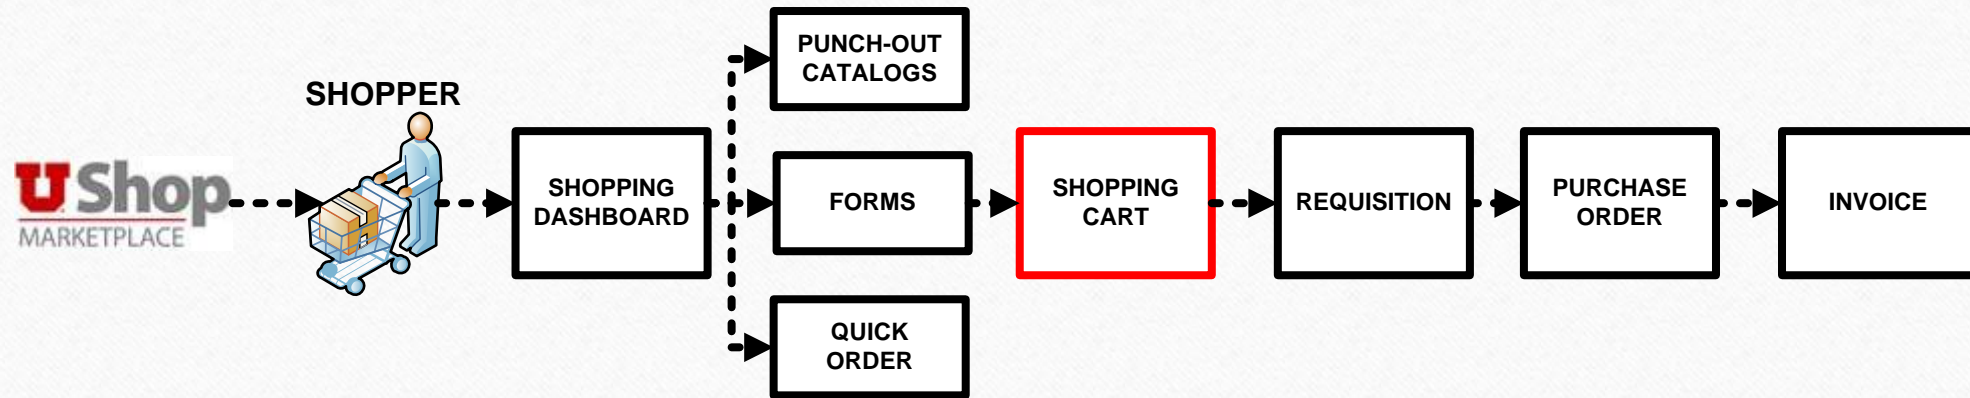 U Shop
MARKETPLACE
SHOPPER
SHOPPING
DASHBOARD
PUNCH-OUT
CATALOGS
FORMS
QUICK
ORDER
SHOPPING
CART
REQUISITION
PURCHASE
ORDER
INVOICE